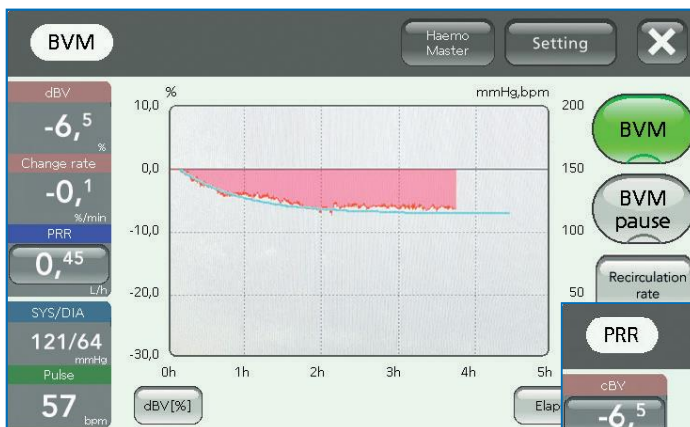 BVM
Haemo
Master
Setting
dBV
-6,5
%
Change rate
-0,1
%/min
PRR
0,45
L/h
SYS/DIA
121/64
mmHg
Pulse
57
bpm
%
mmHg,bpm
10,0
0,0
-10,0
-20,0
-30,0
200
150
100
50
0h
1h
2h
3h
4h
5h
dBV[%]
Elap
BVM
BVM
pause
Recirculation
rate
PRR
cBV
-6,5